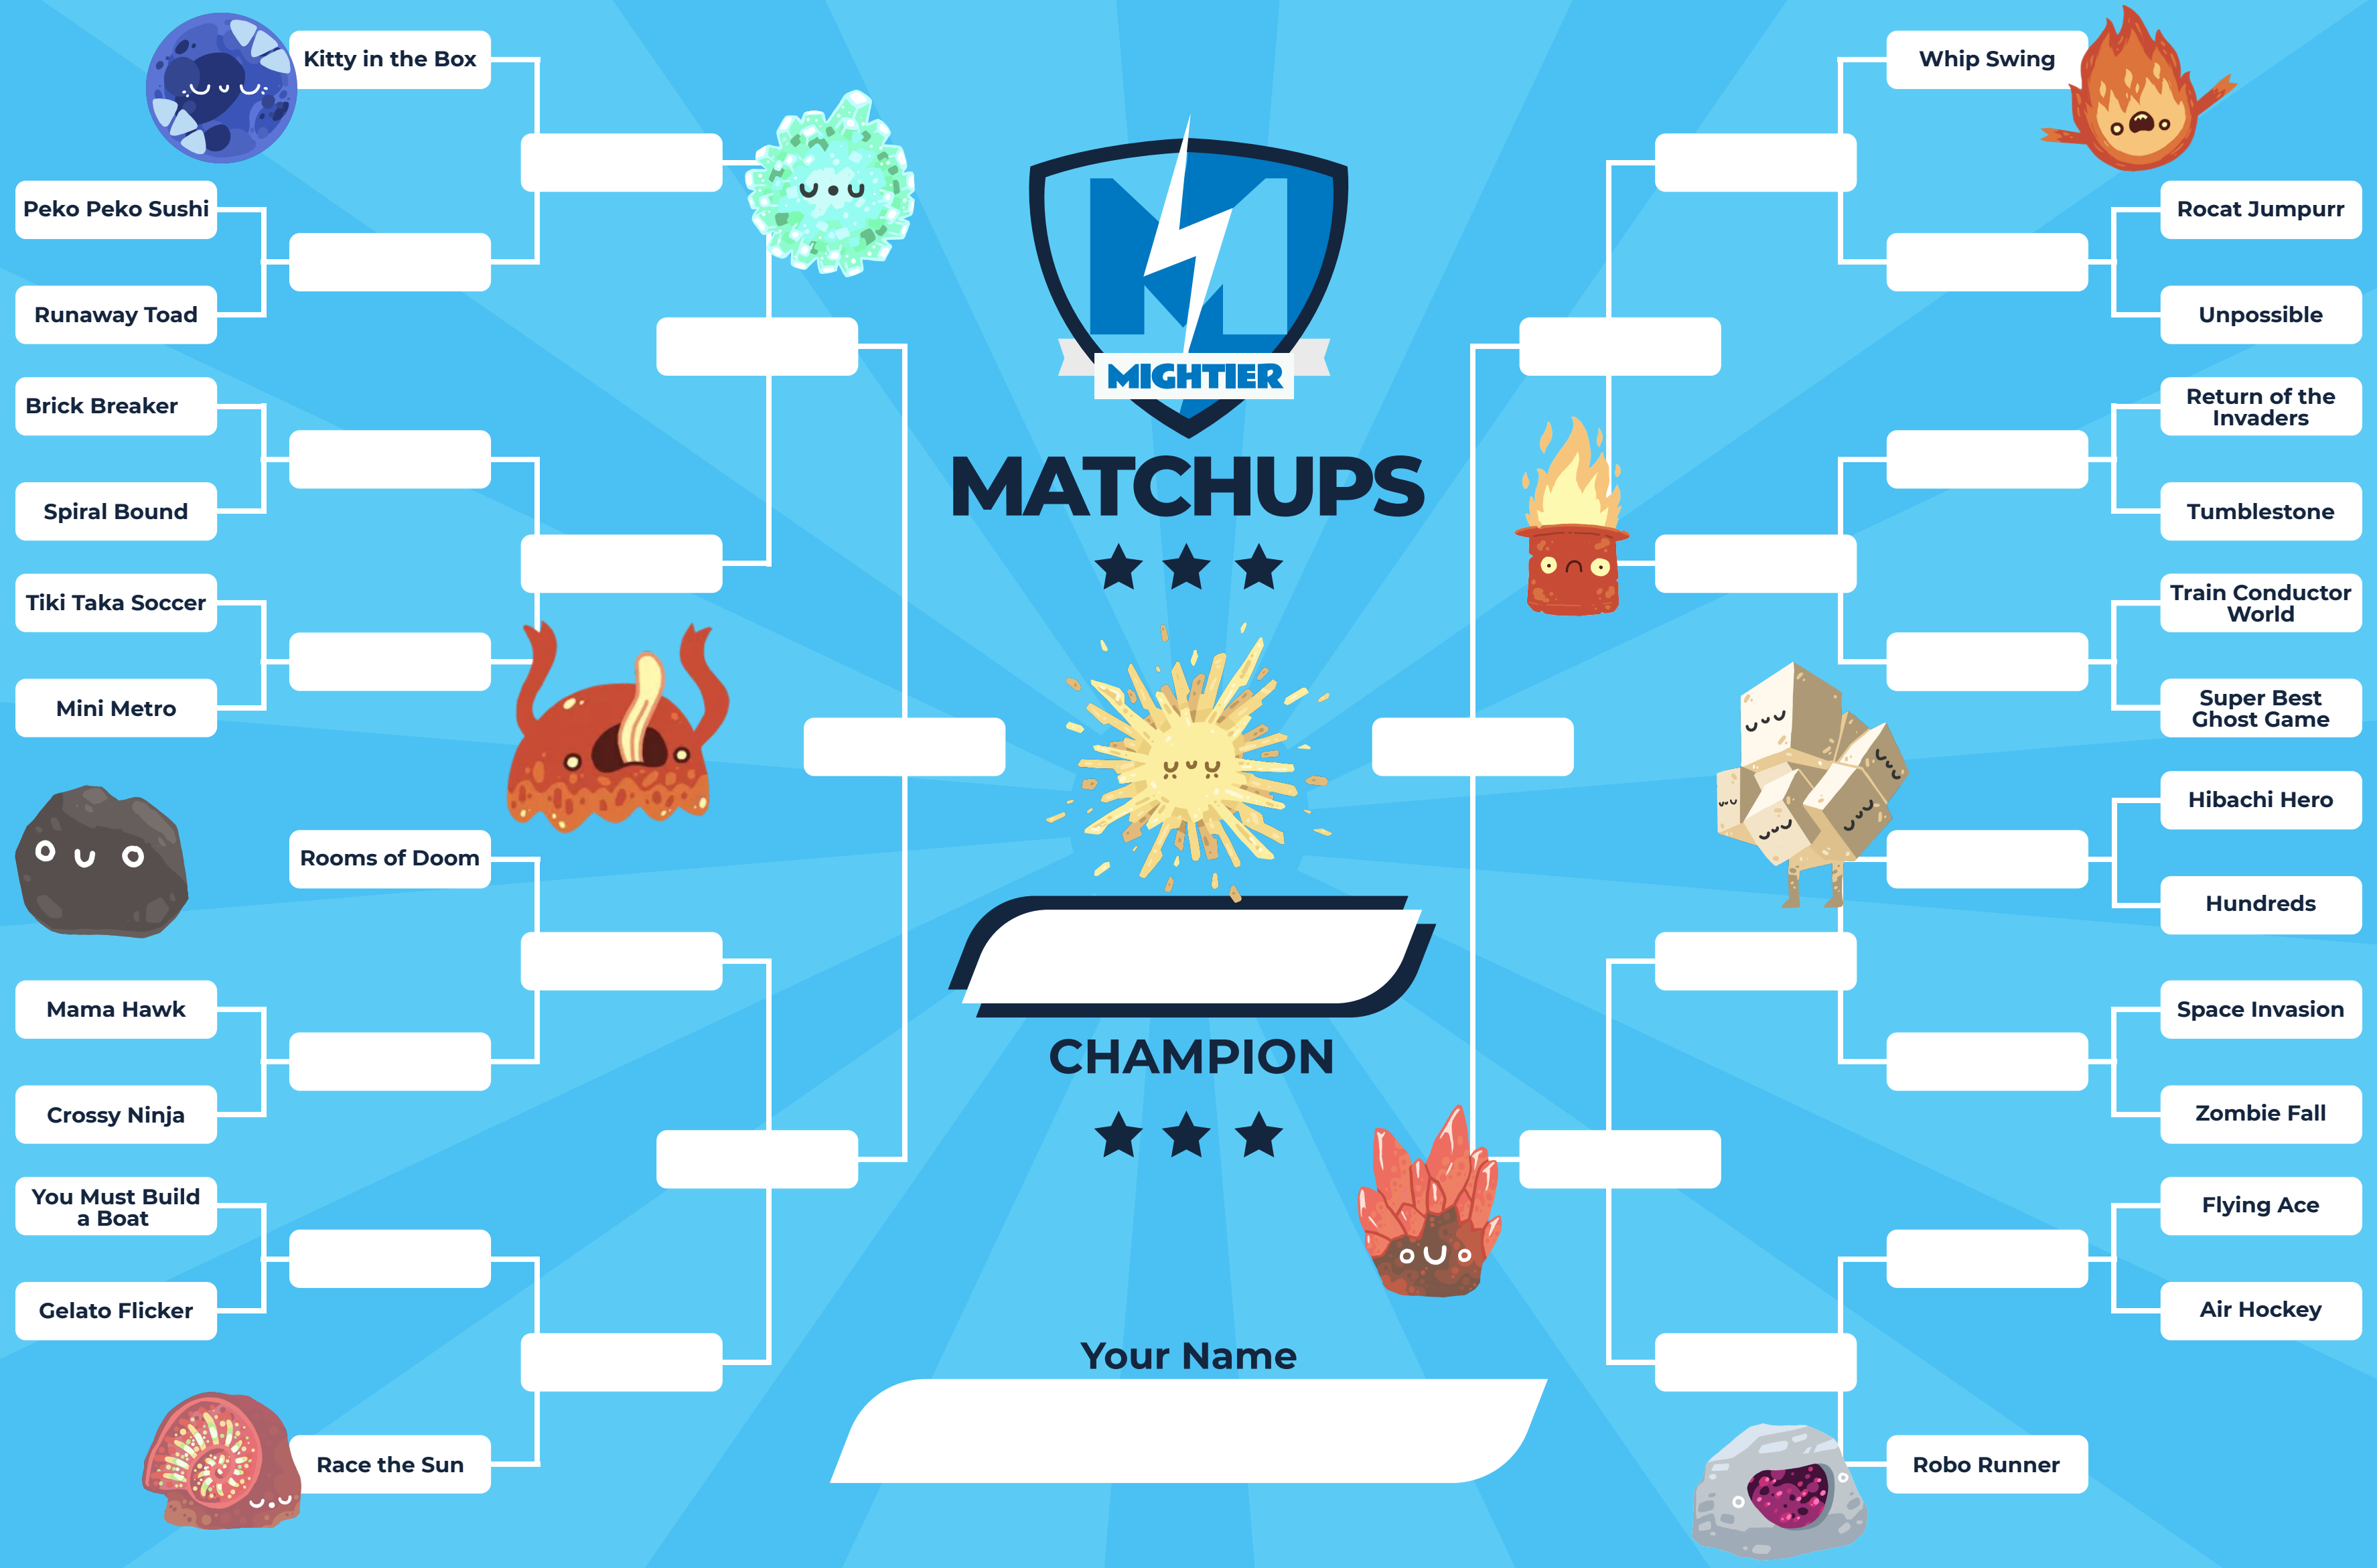 Kitty in the Box
Peko Peko Sushi
Runaway Toad
Brick Breaker
Spiral Bound
Tiki Taka Soccer
Mini Metro
Rooms of Doom
Mama Hawk
Crossy Ninja
You Must Build
a Boat
Gelato Flicker
Race the Sun
M
MIGHTIER
MATCHUPS
CHAMPION
Your Name
Whip Swing
Rocat Jumpurr
Unpossible
Return of the
Invaders
Tumblestone
Train Conductor
World
Super Best
Ghost Game
Hibachi Hero
Hundreds
Space Invasion
Zombie Fall
Flying Ace
Air Hockey
Robo Runner